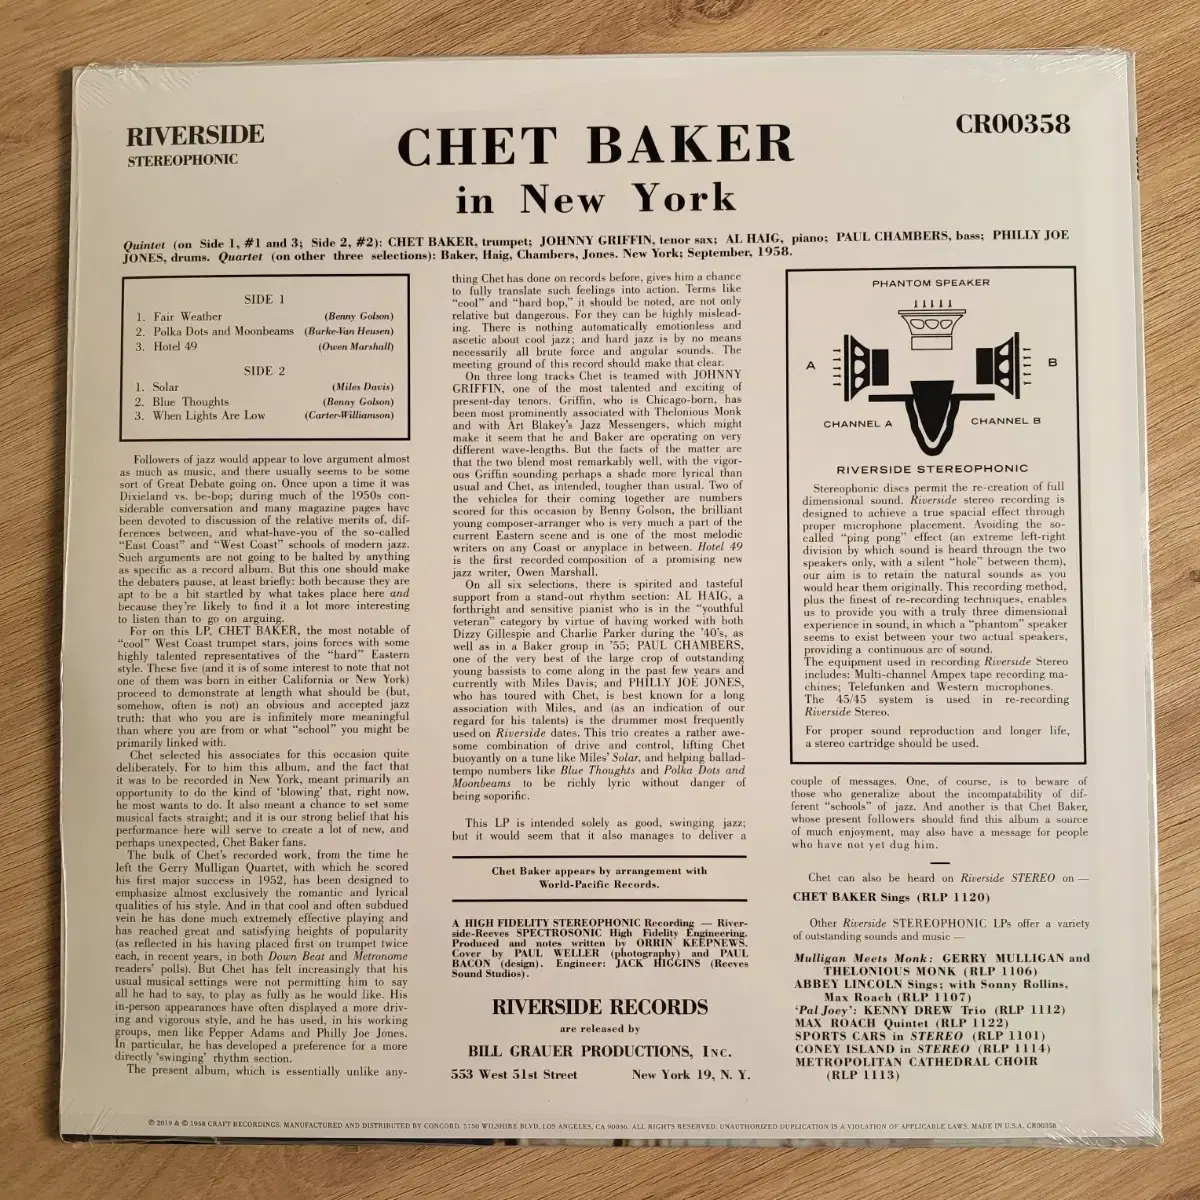 RIVERSIDE
STEREOPHONIC
CHET BAKER
in New York
CR00358
Quintet (on Side 1, #1 and 3; Side 2, #2): CHET BAKER, trumpet; JOHNNY GRIFFIN, tenor sax; AL HAIG, piano; PAUL CHAMBERS, bass; PHILLY JOE
JONES, drums. Quartet (on other three selections): Baker, Haig, Chambers, Jones. New York; September, 1958.
SIDE 1
1. Fair Weather (Benny Golson)
2. Polka Dots and Moonbeams (Burke-Van Heusen)
3. Hotel 49 (Owen Marshall)
SIDE 2
1. Solar (Miles Davis)
2. Blue Thoughts (Benny Golson)
3. When Lights Are Low (Carter-Williamson)
Followers of jazz would appear to love argument almost
as much as music, and there usually seems to be some
sort of Great Debate going on. Once upon a time it was
Dixieland vs. be-bop; during much of the 1950s con-
siderable conversation and many magazine pages have
been devoted to discussion of the relative merits of, dif-
ferences between, and what-have-you of the so-called
"East Coast" and "West Coast" schools of modern jazz.
Such arguments are not going to be halted by anything
as specific as a record album. But this one should make
the debaters pause, at least briefly: both because they are
apt to be a bit startled by what takes place here and
because they're likely to find it a lot more interesting
to listen than to go on arguing.
For on this LP, CHET BAKER, the most notable of
"cool" West Coast trumpet stars, joins forces with some
highly talented representatives of the "hard" Eastern
style. These five (and it is of some interest to note that not
one of them was born in either California or New York)
proceed to demonstrate at length what should be (but,
somehow, often is not) an obvious and accepted jazz
truth: that who you are is infinitely more meaningful
than where you are from or what "school" you might be
primarily linked with.
Chet selected his associates for this occasion quite
deliberately. For to him this album, and the fact that
it was to be recorded in New York, meant primarily an
opportunity to do the kind of 'blowing' that, right now,
he most wants to do. It also meant a chance to set some
musical facts straight; and it is our strong belief that his
performance here will serve to create a lot of new, and
perhaps unexpected, Chet Baker fans.
The bulk of Chet's recorded work, from the time he
left the Gerry Mulligan Quartet, with which he scored
his first major success in 1952, has been designed to
emphasize almost exclusively the romantic and lyrical
qualities of his style. And in that cool and often subdued
vein he has done much extremely effective playing and
has reached great and satisfying heights of popularity
(as reflected in his having placed first on trumpet twice
each, in recent years, in both Down Beat and Metronome
readers' polls). But Chet has felt increasingly that his
usual musical settings were not permitting him to say
all he had to say, to play as fully as he would like. His
in-person appearances have often displayed a more driv-
ing and vigorous style, and he has used, in his working
groups, men like Pepper Adams and Philly Joe Jones.
In particular, he has developed a preference for a more
directly 'swinging' rhythm section.
The present album, which is essentially unlike any-
thing Chet has done on records before, gives him a chance
to fully translate such feelings into action. Terms like
"cool" and "hard bop," it should be noted, are not only
relative but dangerous. For they can be highly mislead-
ing. There is nothing automatically emotionless and
ascetic about cool jazz; and hard jazz is by no means
necessarily all brute force and angular sounds. The
meeting ground of this record should make that clear.
On three long tracks Chet is teamed with JOHNNY
GRIFFIN, one of the most talented and exciting of
present-day tenors. Griffin, who is Chicago-born, has
been most prominently associated with Thelonious Monk
and with Art Blakey's Jazz Messengers, which might
make it seem that he and Baker are operating on very
different wave-lengths. But the facts of the matter are
that the two blend most remarkably well, with the vigor-
ous Griffin sounding perhaps a shade more lyrical than
usual and Chet, as intended, tougher than usual. Two of
the vehicles for their coming together are numbers
scored for this occasion by Benny Golson, the brilliant
young composer-arranger who is very much a part of the
current Eastern scene and is one of the most melodic
writers on any Coast or anyplace in between. Hotel 49
is the first recorded composition of a promising new
jazz writer, Owen Marshall.
On all six selections, there is spirited and tasteful
support from a stand-out rhythm section: AL HAIG, a
forthright and sensitive pianist who is in the "youthful
veteran" category by virtue of having worked with both
Dizzy Gillespie and Charlie Parker during the '40's, as
well as in a Baker group in '55; PAUL CHAMBERS,
one of the very best of the large crop of outstanding
young bassists to come along in the past few years and
currently with Miles Davis; and PHILLY JOE JONES,
who has toured with Chet, is best known for a long
association with Miles, and (as an indication of our
regard for his talents) is the drummer most frequently
used on Riverside dates. This trio creates a rather awe-
some combination of drive and control, lifting Chet
buoyantly on a tune like Miles' Solar, and helping ballad-
tempo numbers like Blue Thoughts and Polka Dots and
Moonbeams to be richly lyric without danger of
being soporific.
This LP is intended solely as good, swinging jazz;
but it would seem that it also manages to deliver a
Chet Baker appears by arrangement with
World-Pacific Records.
A HIGH FIDELITY STEREOPHONIC Recording — River-
side-Reeves SPECTROSONIC High Fidelity Engineering.
Produced and notes written by ORRIN KEEPNEWS.
Cover by PAUL WELLER (photography) and PAUL
BACON (design). Engineer: JACK HIGGINS (Reeves
Sound Studios).
RIVERSIDE RECORDS
are released by
BILL GRAUER PRODUCTIONS, INC.
553 West 51st Street New York 19, N. Y.
PHANTOM SPEAKER
A
B
CHANNEL A
CHANNEL B
RIVERSIDE STEREOPHONIC
Stereophonic discs permit the re-creation of full
dimensional sound. Riverside stereo recording is
designed to achieve a true spacial effect through
proper microphone placement. Avoiding the so-
called "ping pong" effect (an extreme left-right
division by which sound is heard througn the two
speakers only, with a silent "hole" between them),
our aim is to retain the natural sounds as you
would hear them originally. This recording method,
plus the finest of re-recording techniques, enables
us to provide you with a truly three dimensional
experience in sound, in which a "phantom" speaker
seems to exist between your two actual speakers,
providing a continuous arc of sound.
The equipment used in recording Riverside Stereo
includes: Multi-channel Ampex tape recording ma-
chines; Telefunken and Western microphones.
The 45/45 system is used in re-recording
Riverside Stereo.
For proper sound reproduction and longer life,
a stereo cartridge should be used.
couple of messages. One, of course, is to beware of
those who generalize about the incompatability of dif-
ferent "schools" of jazz. And another is that Chet Baker,
whose present followers should find this album a source
of much enjoyment, may also have a message for people
who have not yet dug him.
Chet can also be heard on Riverside STEREO on —
CHET BAKER Sings (RLP 1120)
Other Riverside STEREOPHONIC LPs offer a variety
of outstanding sounds and music —
Mulligan Meets Monk: GERRY MULLIGAN and
THELONIOUS MONK (RLP 1106)
ABBEY LINCOLN Sings; with Sonny Rollins,
Max Roach (RLP 1107)
'Pal Joey': KENNY DREW Trio (RLP 1112)
MAX ROACH Quintet (RLP 1122)
SPORTS CARS in STEREO (RLP 1101)
CONEY ISLAND in STEREO (RLP 1114)
METROPOLITAN CATHEDRAL CHOIR
(RLP 1113)
℗ 2019 & © 1958 CRAFT RECORDINGS. MANUFACTURED AND DISTRIBUTED BY CONCORD, 5750 WILSHIRE BLVD, LOS ANGELES, CA 90036. ALL RIGHTS RESERVED. UNAUTHORIZED DUPLICATION IS A VIOLATION OF APPLICABLE LAWS. MADE IN U.S.A. CR00358